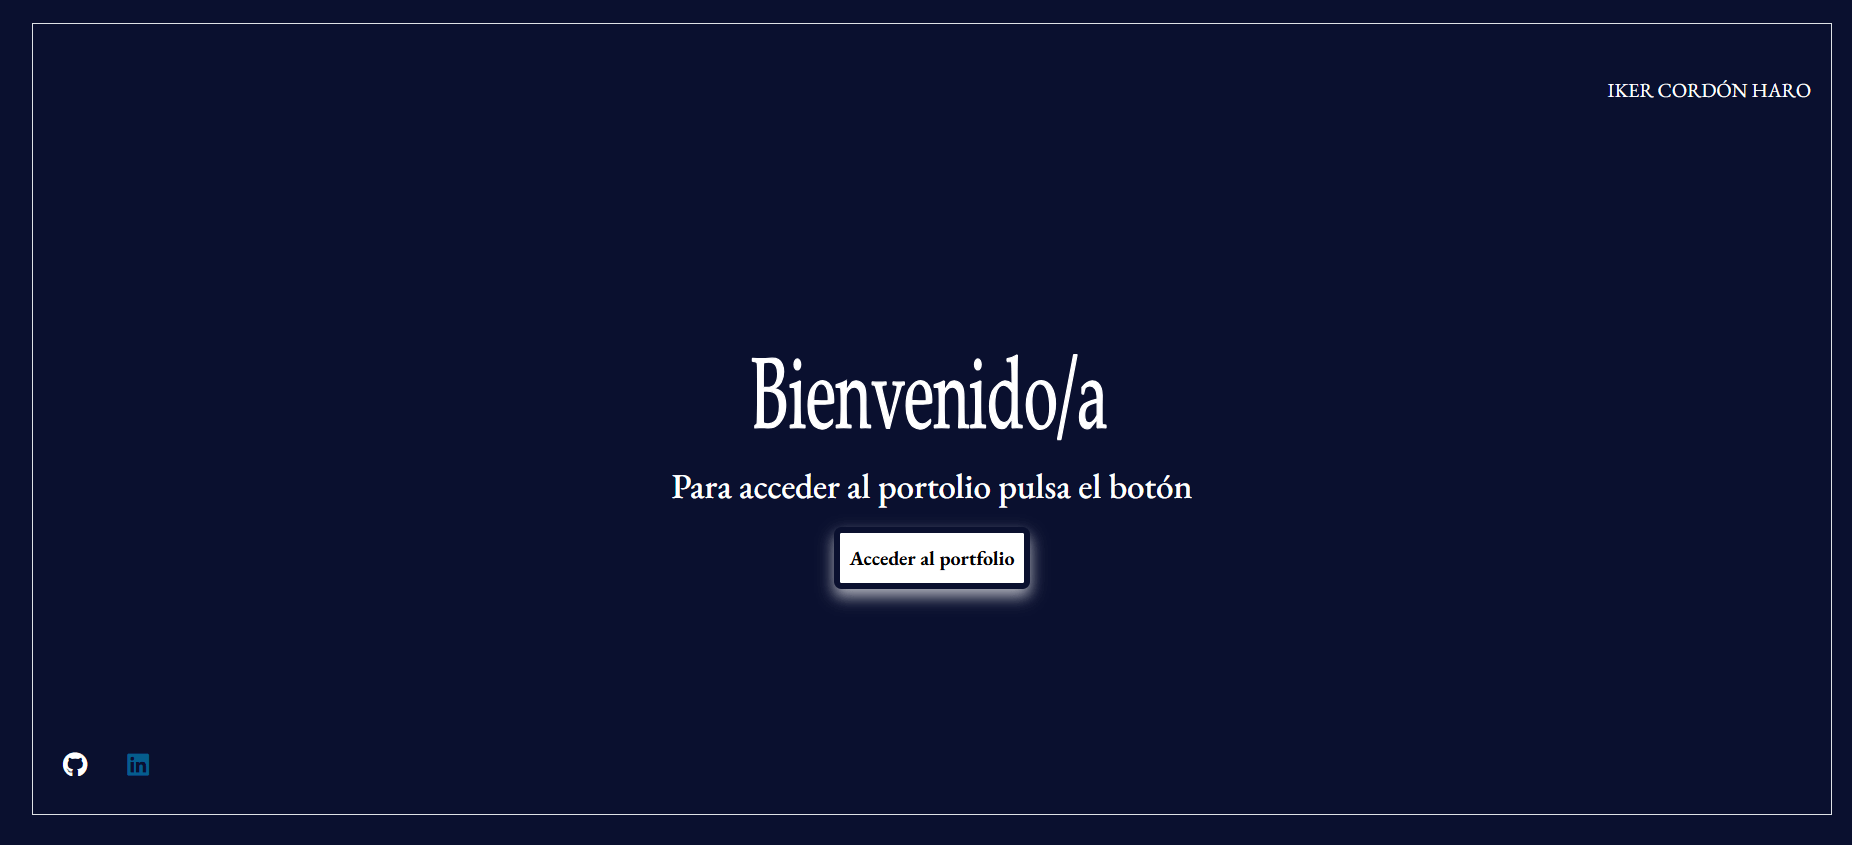 IKER CORDÓN HARO
Bienvenido/a
Para acceder al portolio pulsa el botón
Acceder al portfolio
in